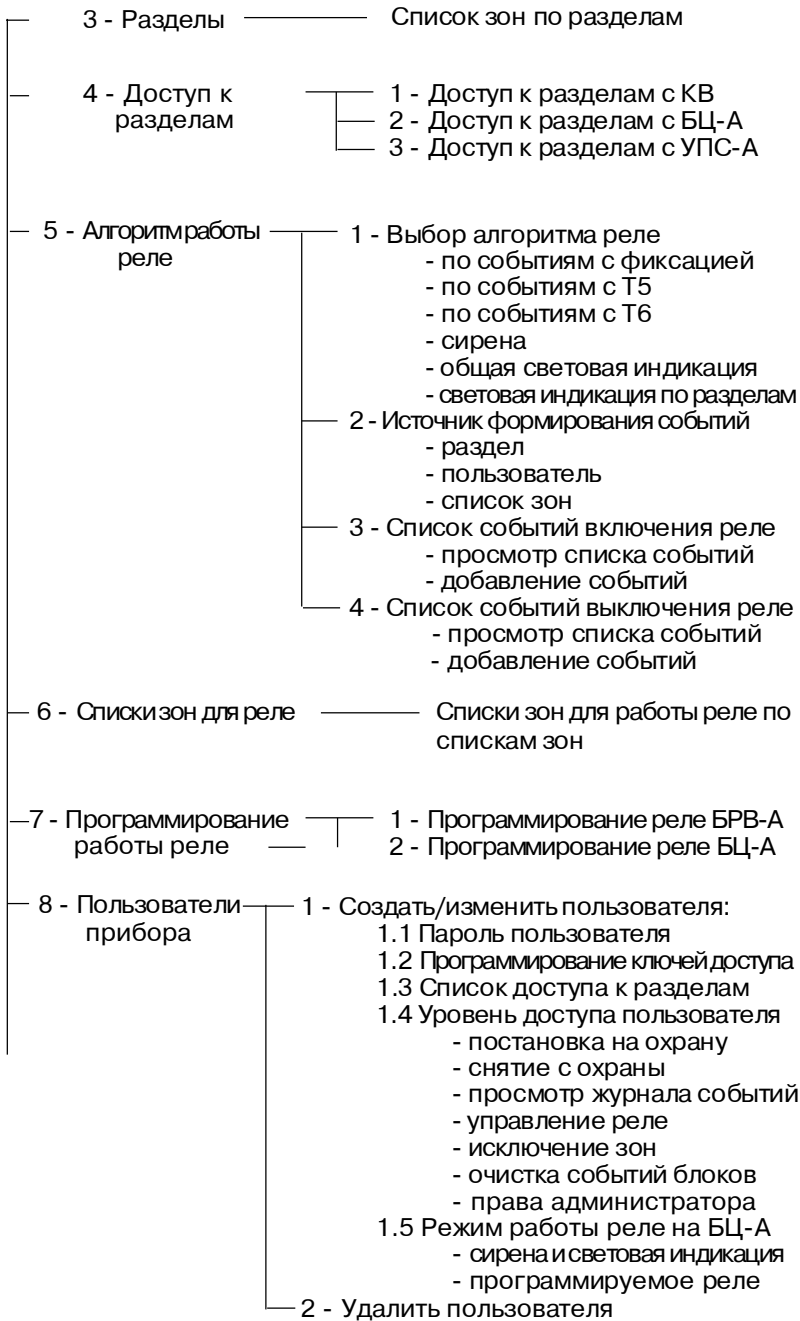 3 - Разделы Список зон по разделам
4 - Доступ к 1 - Доступ к разделам с КВ
разделам 2 - Доступ к разделам с БЦ-А
3 - Доступ к разделам с УПС-А
5 - Алгоритм работы 1 - Выбор алгоритма реле
реле - по событиям с фиксацией
- по событиям с Т5
- по событиям с Т6
- сирена
- общая световая индикация
- световая индикация по разделам
2 - Источник формирования событий
- раздел
- пользователь
- список зон
3 - Список событий включения реле
- просмотр списка событий
- добавление событий
4 - Список событий выключения реле
- просмотр списка событий
- добавление событий
6 - Списки зон для реле Списки зон для работы реле по
спискам зон
7 - Программирование 1 - Программирование реле БРВ-А
работы реле 2 - Программирование реле БЦ-А
8 - Пользователи 1 - Создать/изменить пользователя:
прибора 1.1 Пароль пользователя
1.2 Программирование ключей доступа
1.3 Список доступа к разделам
1.4 Уровень доступа пользователя
- постановка на охрану
- снятие с охраны
- просмотр журнала событий
- управление реле
- исключение зон
- очистка событий блоков
- права администратора
1.5 Режим работы реле на БЦ-А
- сирена и световая индикация
- программируемое реле
2 - Удалить пользователя